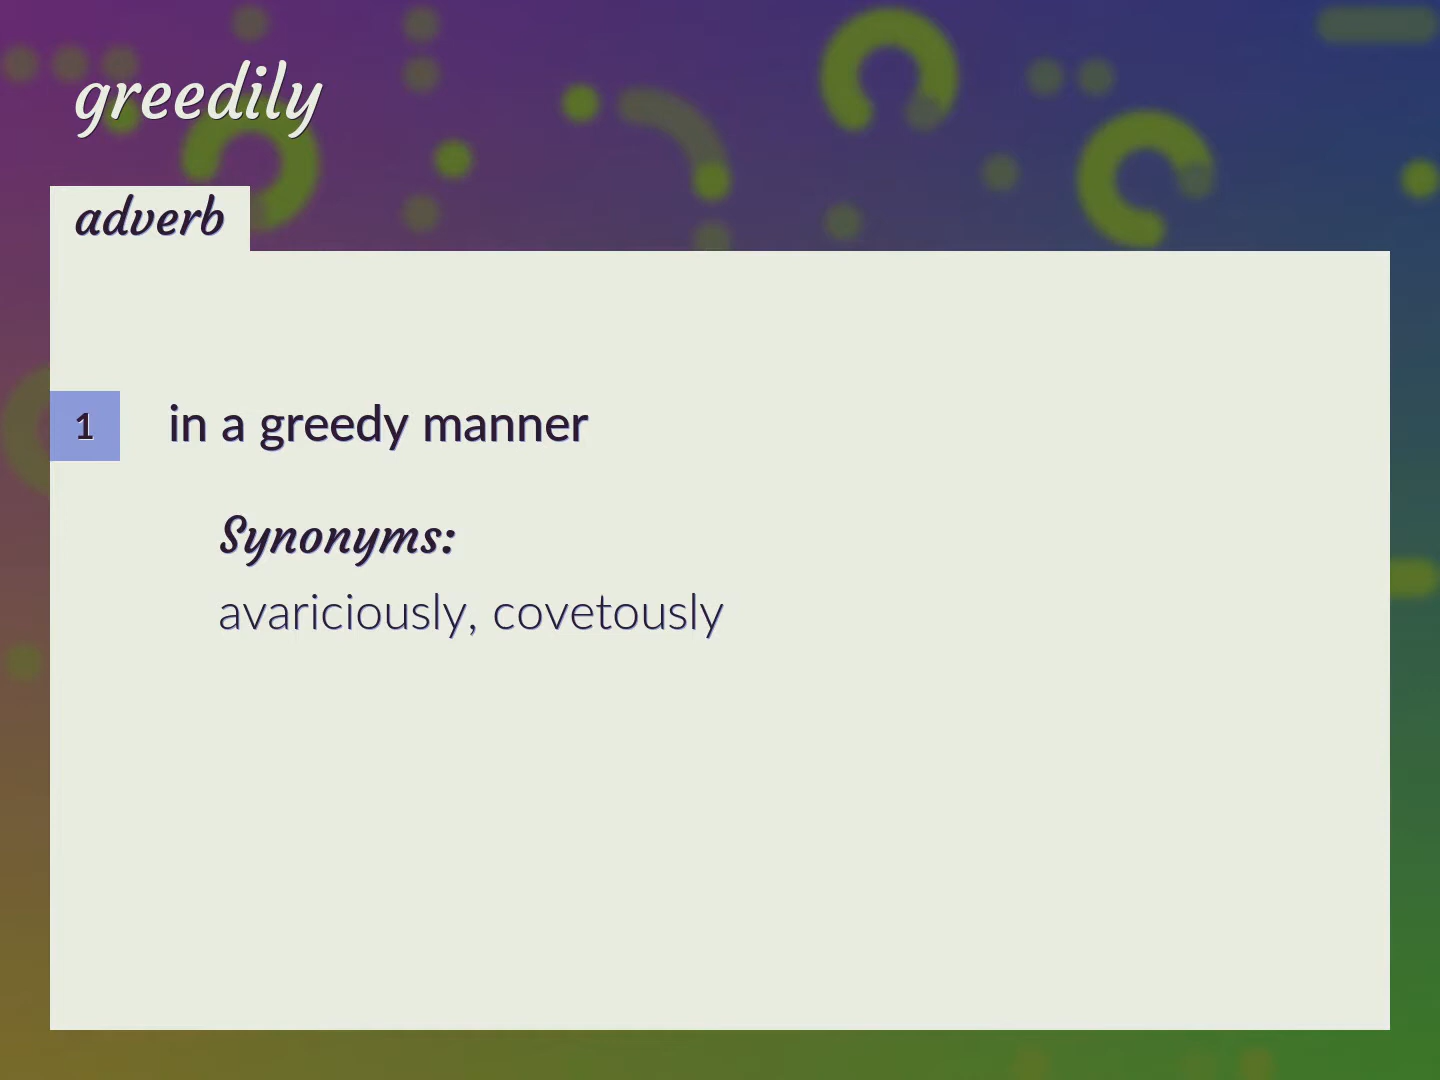 greedily
adverb
1
in a greedy manner
Synonyms:
avariciously, covetously